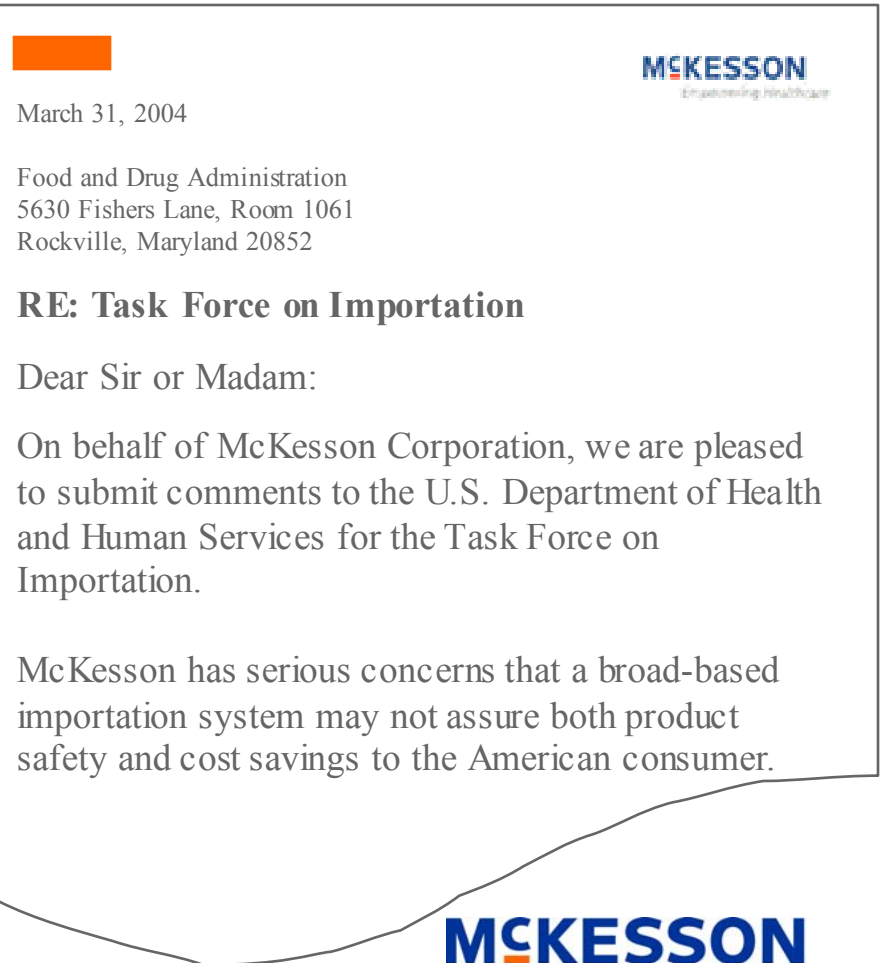 McKESSON
Empowering Healthcare
March 31, 2004
Food and Drug Administration
5630 Fishers Lane, Room 1061
Rockville, Maryland 20852
RE: Task Force on Importation
Dear Sir or Madam:
On behalf of McKesson Corporation, we are pleased
to submit comments to the U.S. Department of Health
and Human Services for the Task Force on
Importation.
McKesson has serious concerns that a broad-based
importation system may not assure both product
safety and cost savings to the American consumer.
McKESSON